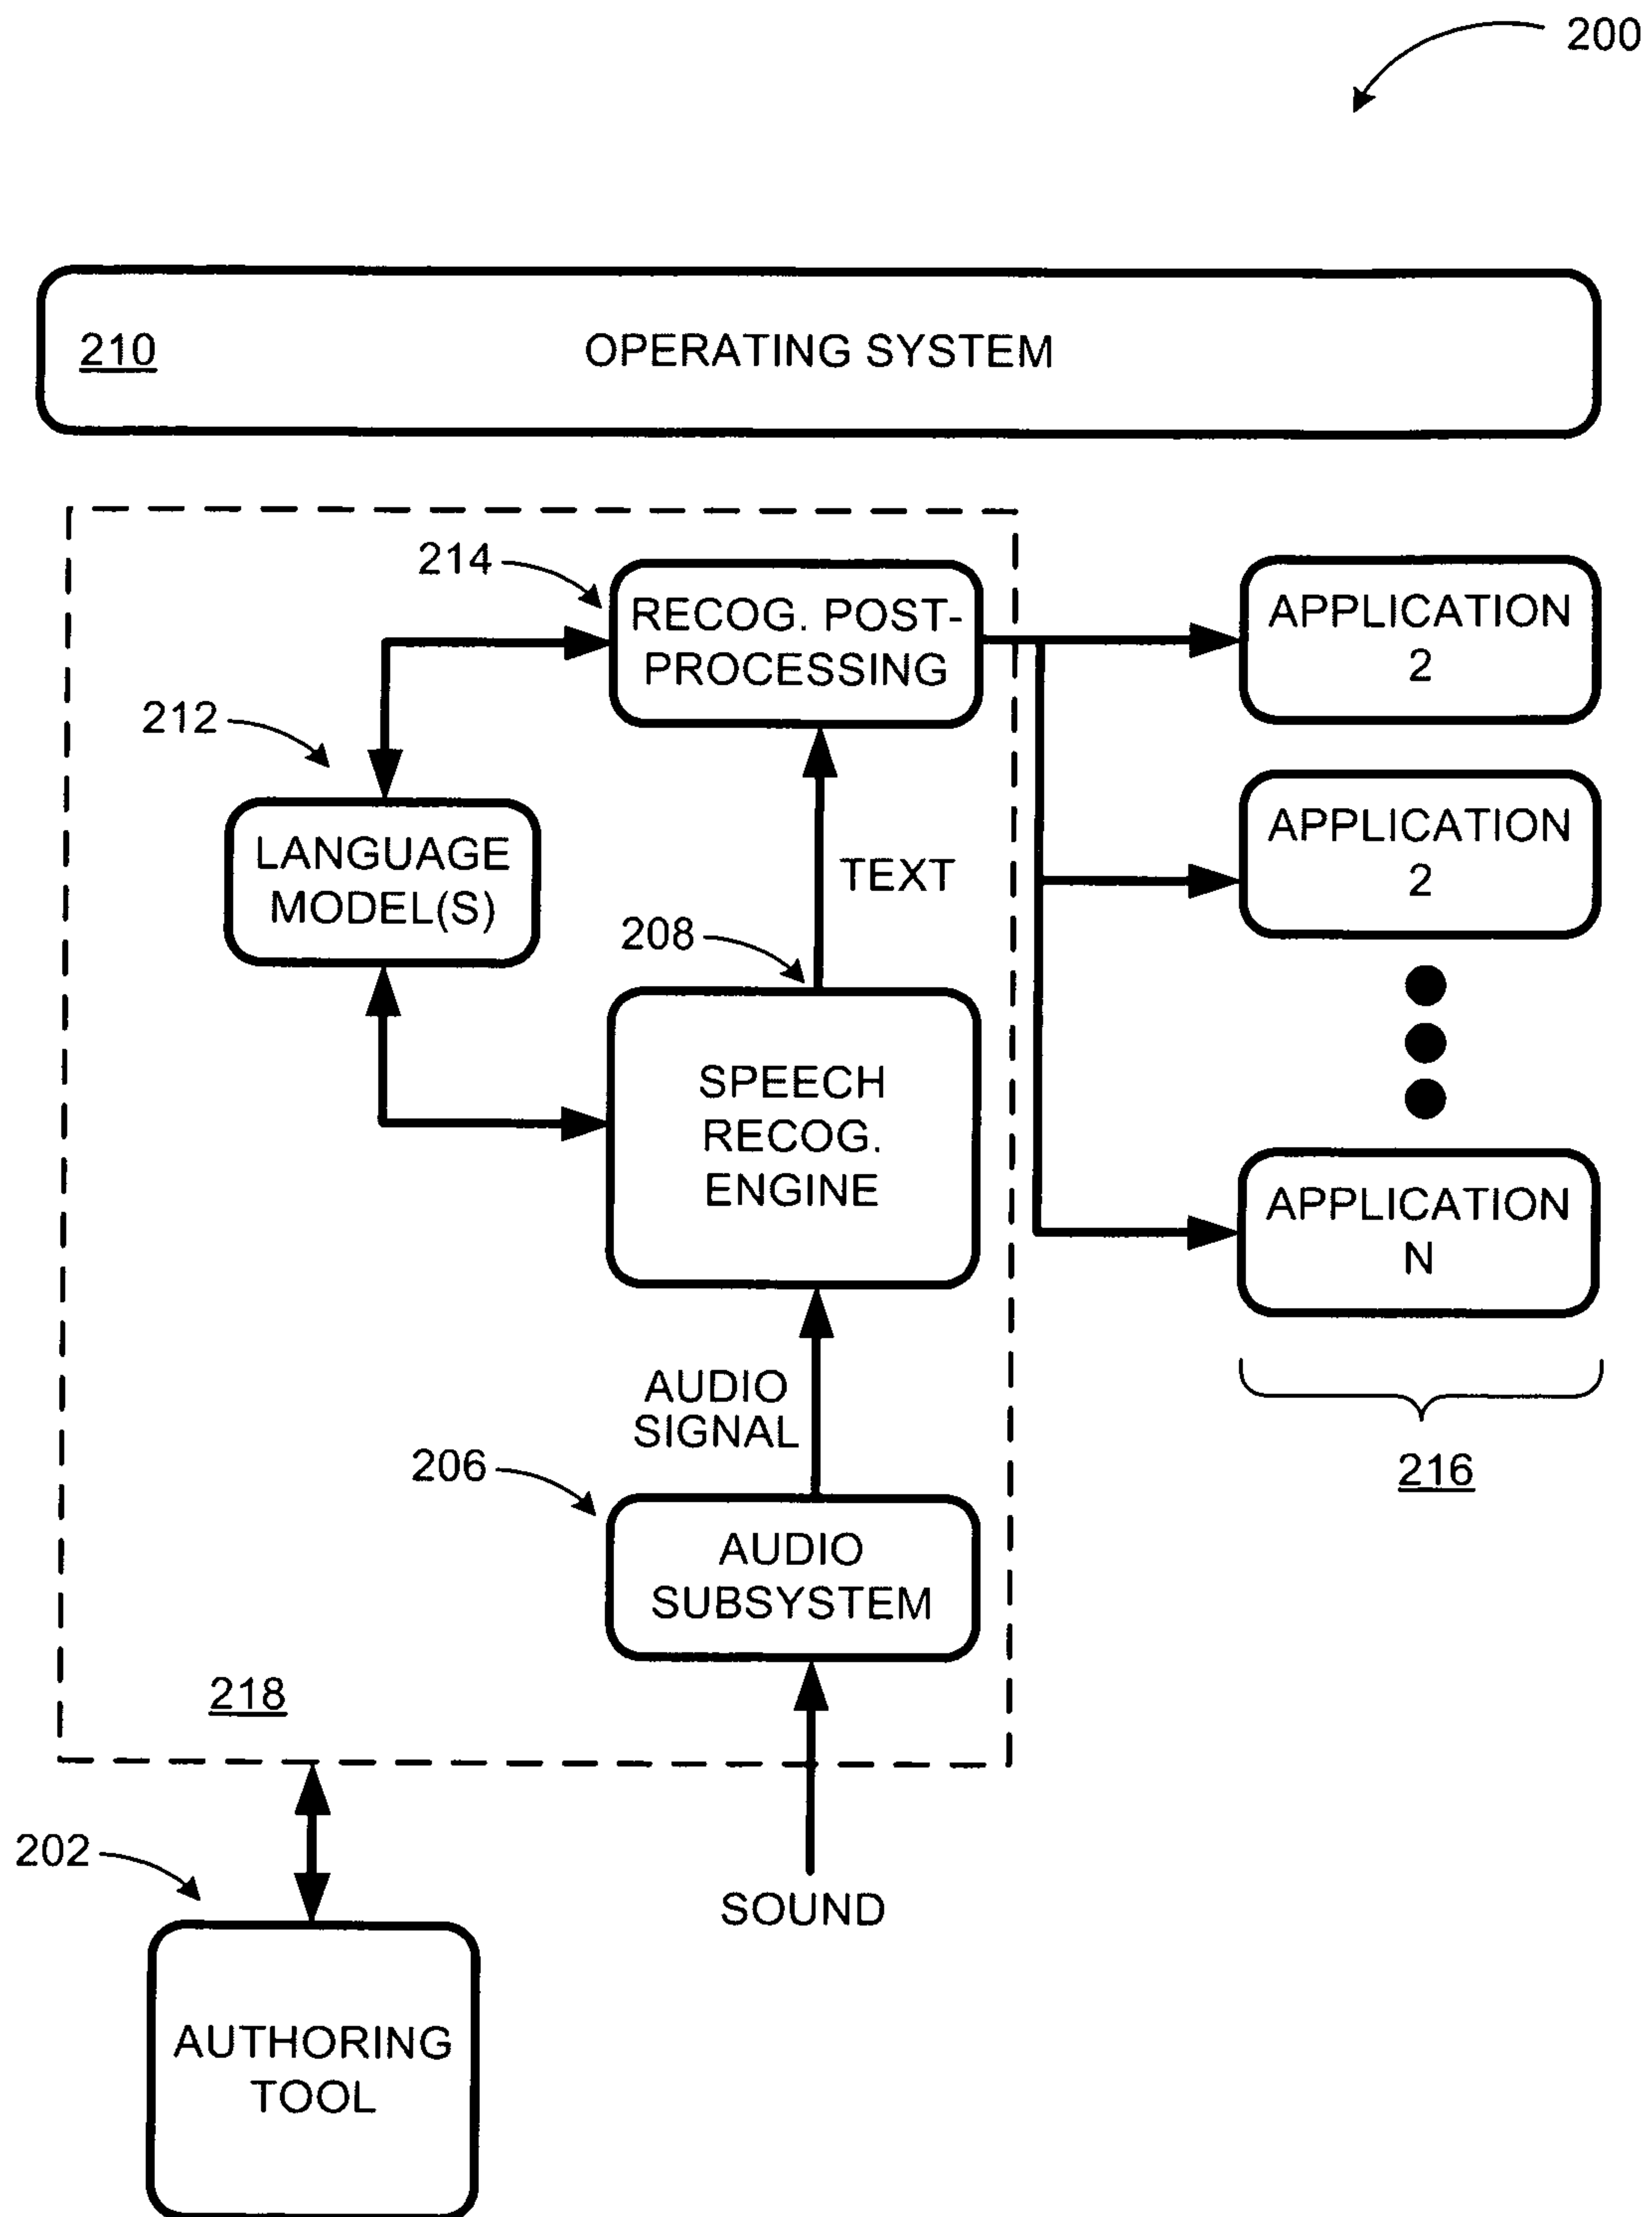 200
210
OPERATING SYSTEM
214
RECOG. POST-
PROCESSING
APPLICATION
2
212
LANGUAGE
MODEL(S)
TEXT
APPLICATION
2
208
SPEECH
RECOG.
ENGINE
APPLICATION
N
AUDIO
SIGNAL
216
206
AUDIO
SUBSYSTEM
218
202
SOUND
AUTHORING
TOOL